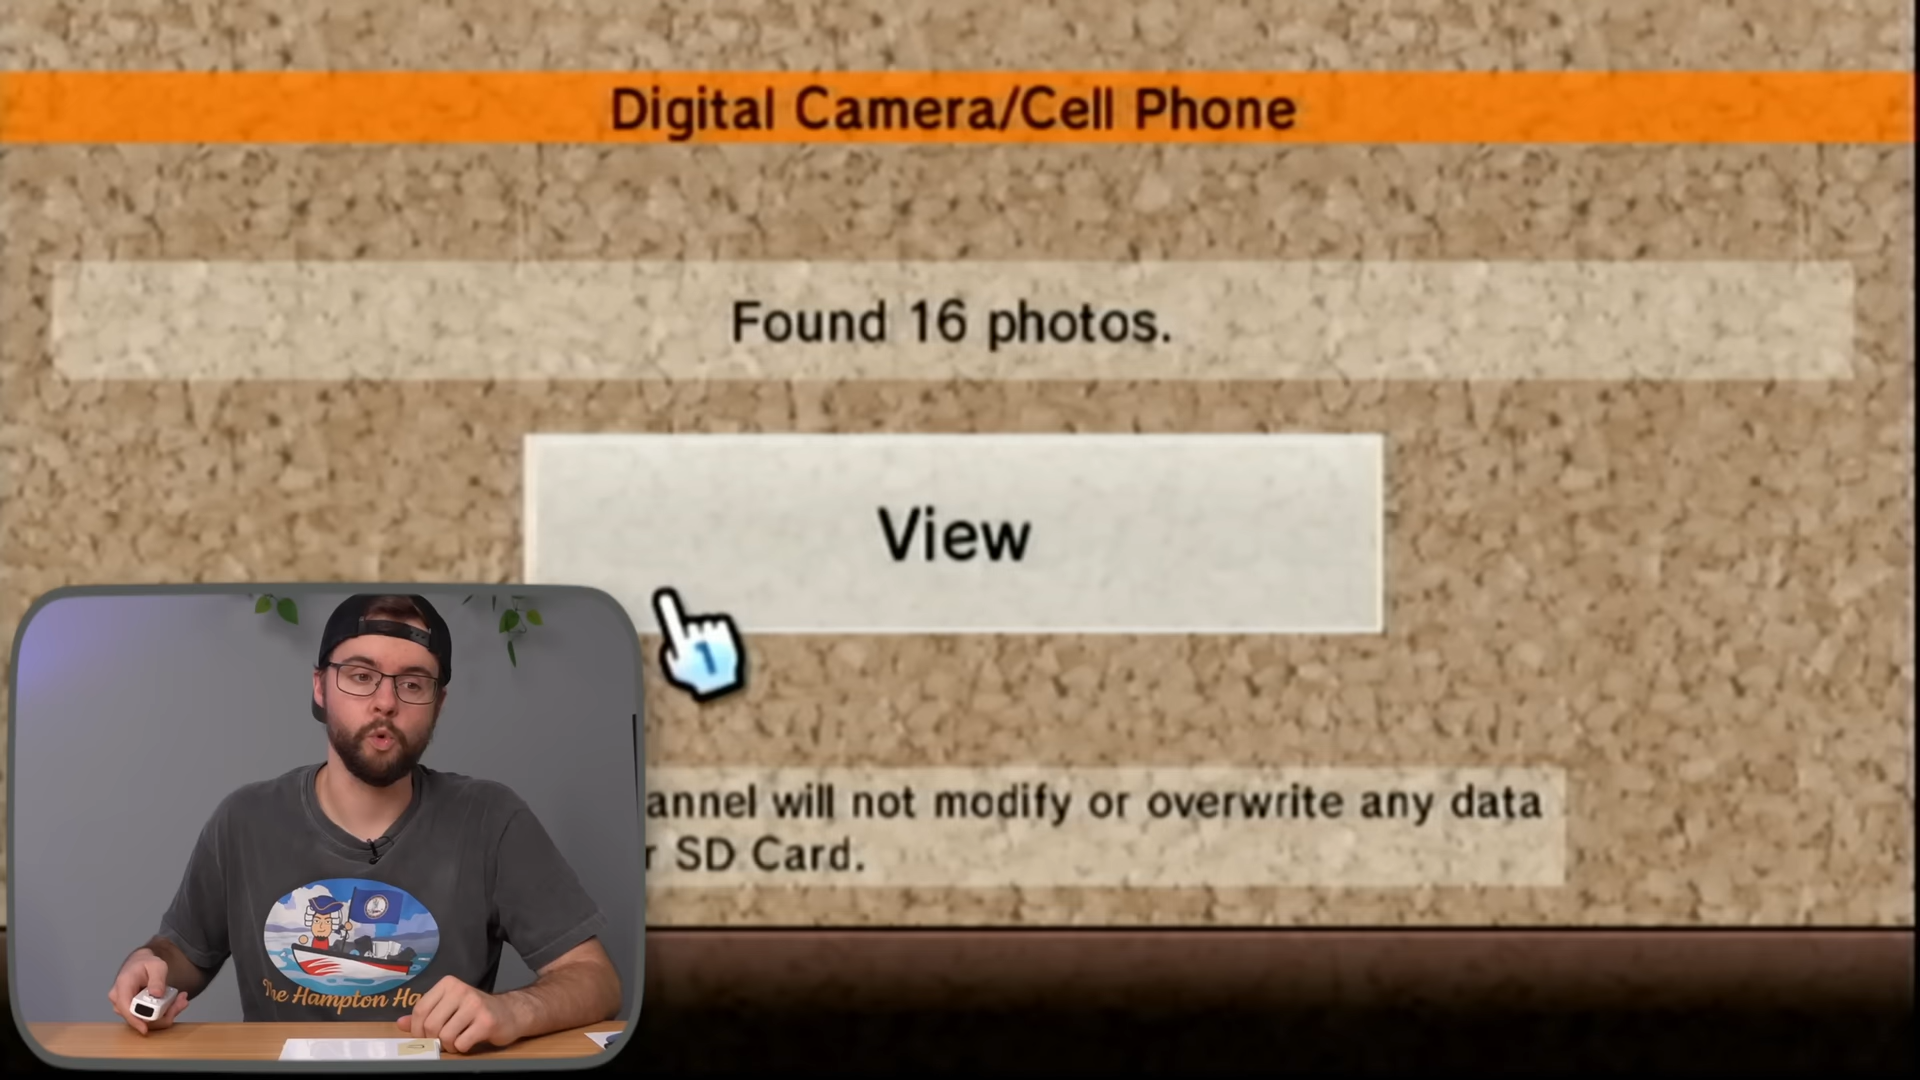 Digital Camera/Cell Phone
Found 16 photos.
View
1
annel will not modify or overwrite any data
r SD Card.
The Hampton Ha